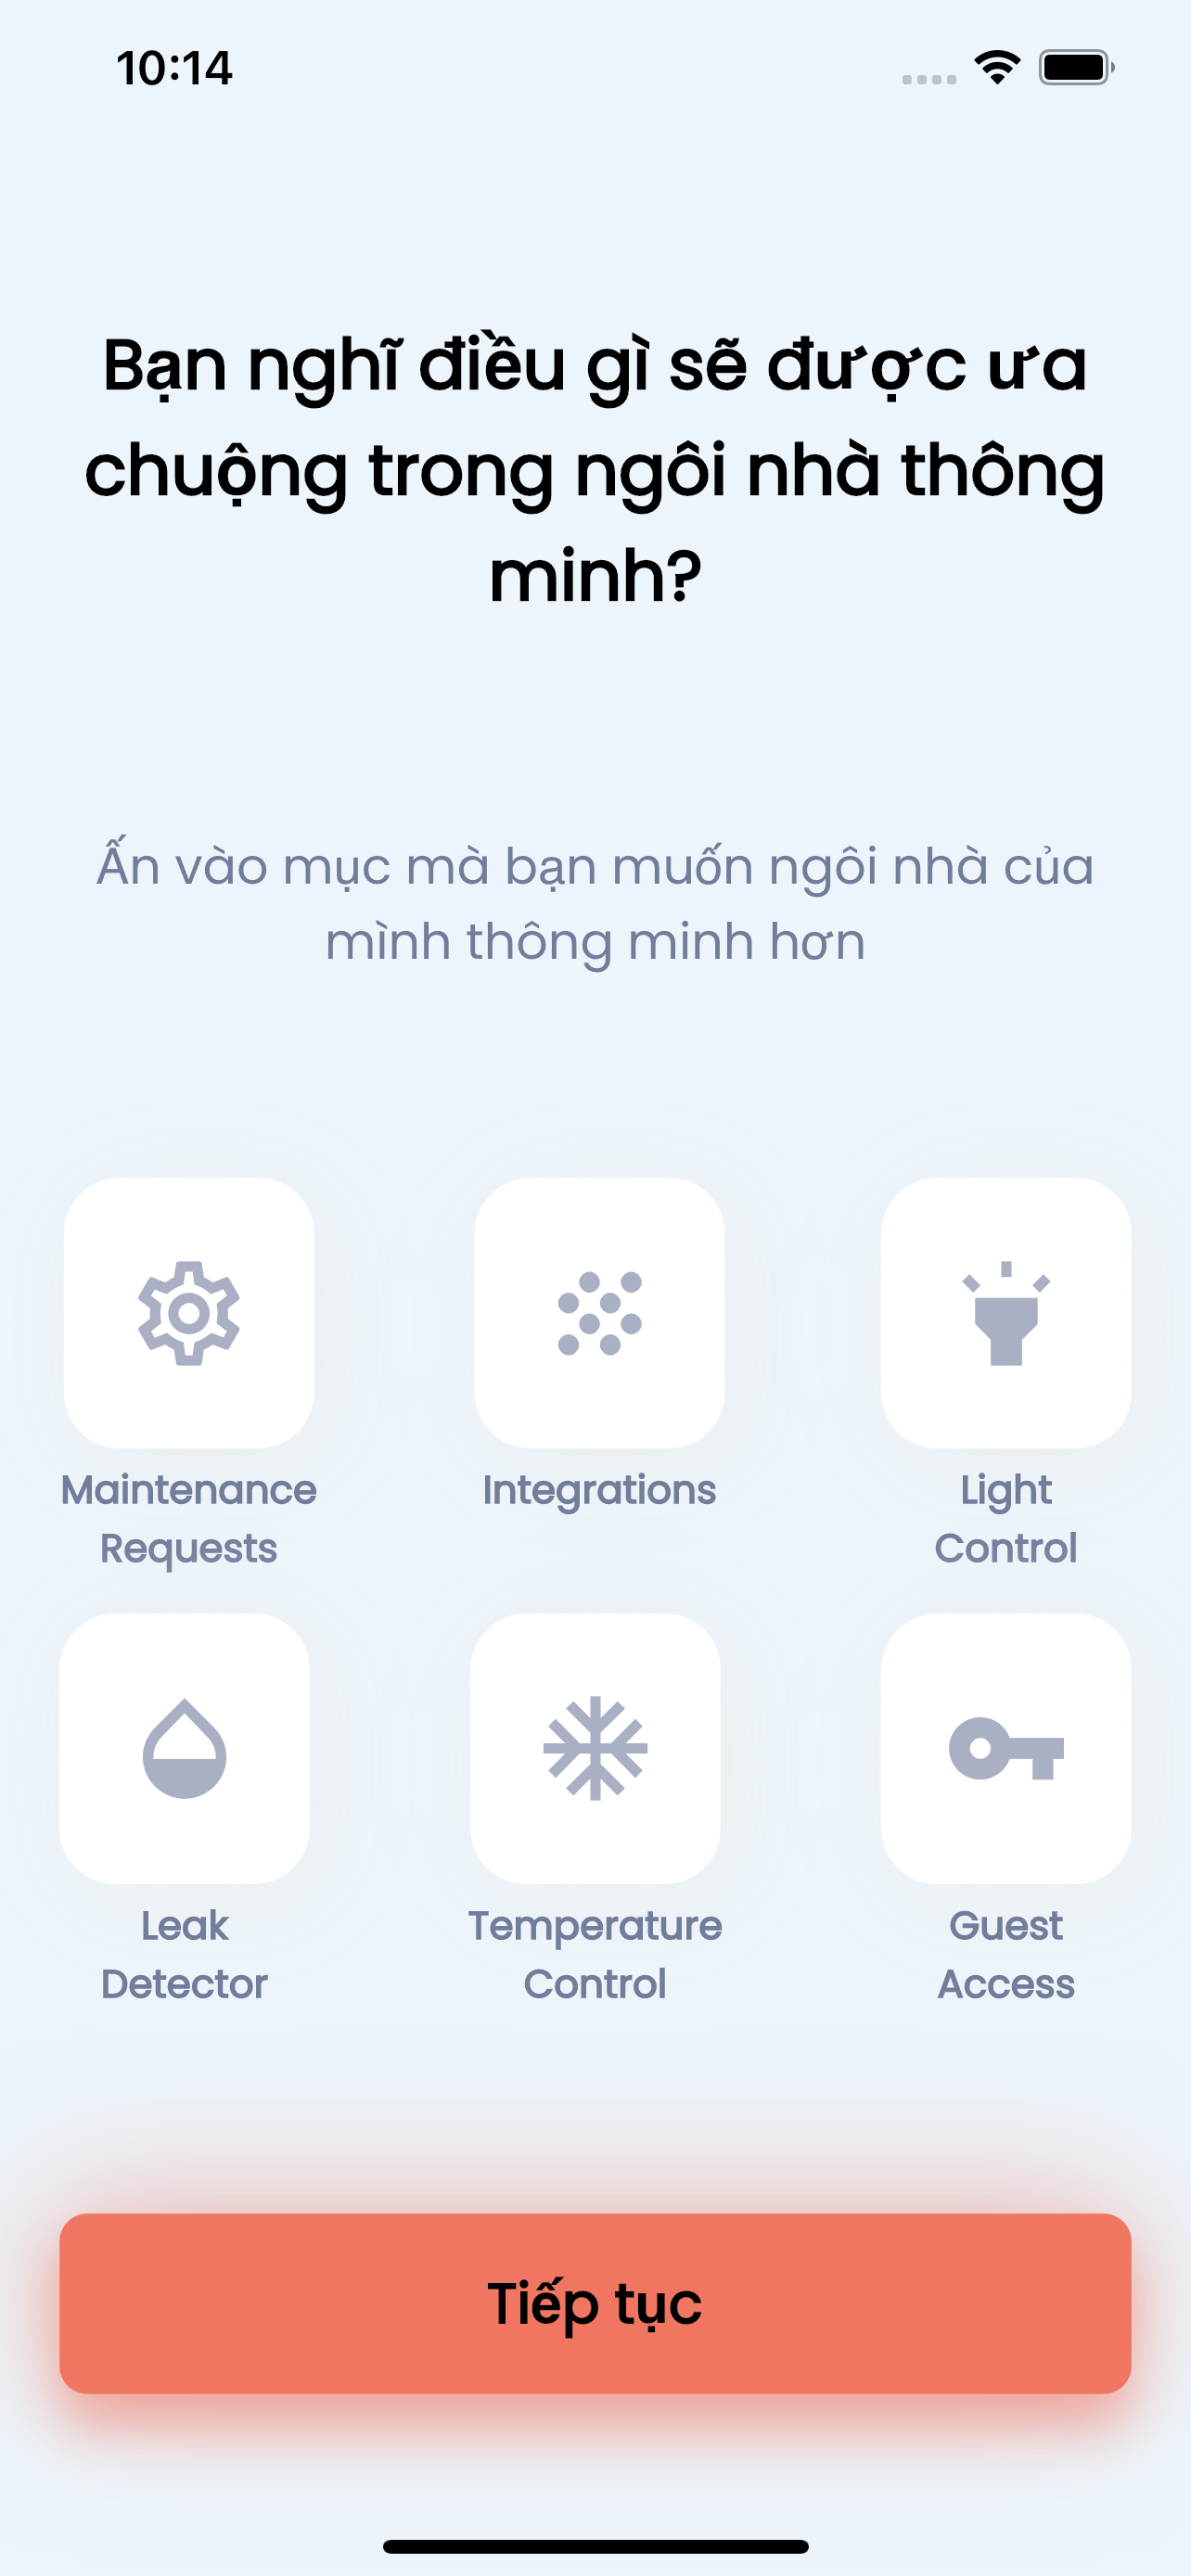 10:14
Bạn nghĩ điều gì sẽ được ưa
chuộng trong ngôi nhà thông
minh?
Ấn vào mục mà bạn muốn ngôi nhà của
mình thông minh hơn
Maintenance
Requests
Integrations
Light
Control
Leak
Detector
Temperature
Control
Guest
Access
Tiếp tục